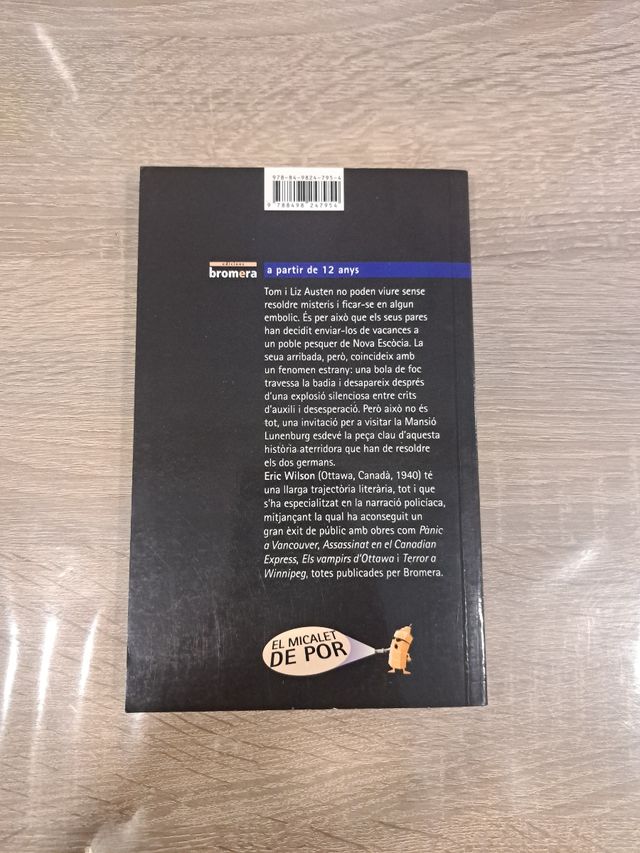 978-84-9824-795-4
9 788498 247954
edicions
bromera
a partir de 12 anys
Tom i Liz Austen no poden viure sense
resoldre misteris i ficar-se en algun
embolic. És per això que els seus pares
han decidit enviar-los de vacances a
un poble pesquer de Nova Escòcia. La
seua arribada, però, coincideix amb
un fenomen estrany: una bola de foc
travessa la badia i desapareix després
d'una explosió silenciosa entre crits
d'auxili i desesperació. Però això no és
tot, una invitació per a visitar la Mansió
Lunenburg esdevé la peça clau d'aquesta
història aterridora que han de resoldre
els dos germans.
Eric Wilson (Ottawa, Canadà, 1940) té
una llarga trajectòria literària, tot i que
s'ha especialitzat en la narració policíaca,
mitjançant la qual ha aconseguit un
gran èxit de públic amb obres com Pànic
a Vancouver, Assassinat en el Canadian
Express, Els vampirs d'Ottawa i Terror a
Winnipeg, totes publicades per Bromera.
EL MICALET
DE POR